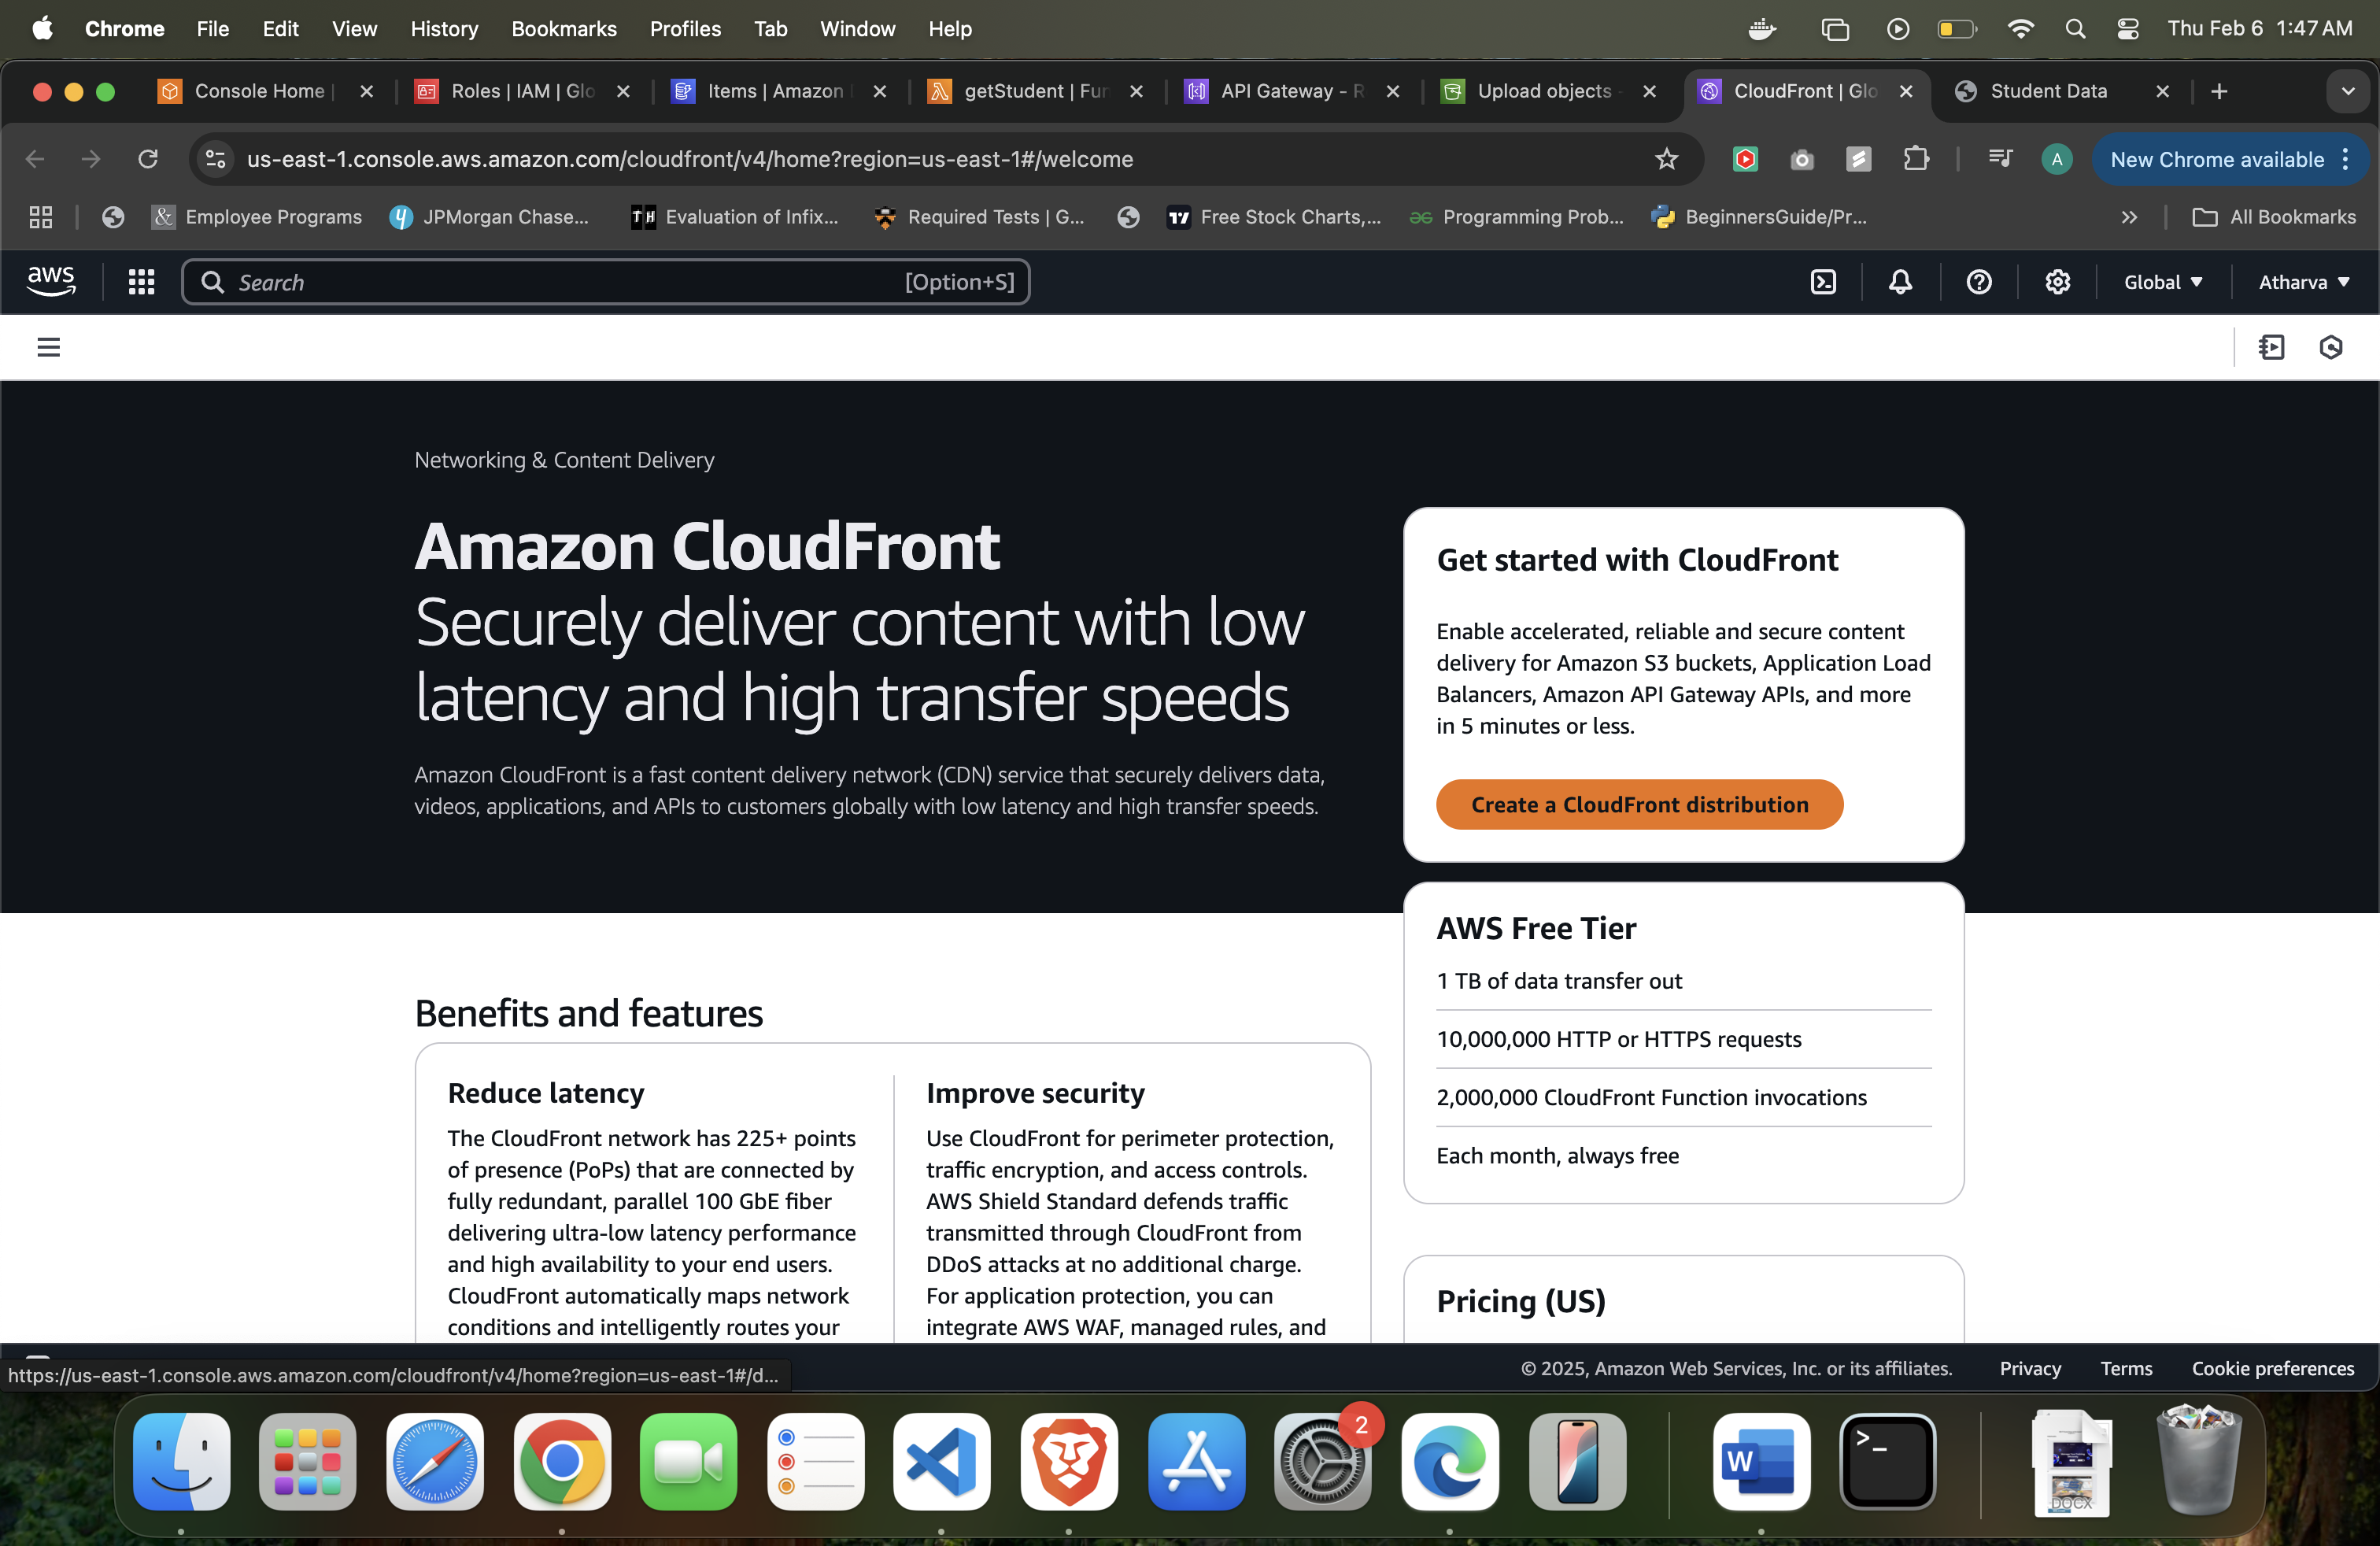 Chrome File Edit View History Bookmarks Profiles Tab Window Help Thu Feb 6 1:47 AM
Console Home Roles | IAM | Glo Items | Amazon getStudent | Fun API Gateway - R Upload objects - CloudFront | Glo Student Data
us-east-1.console.aws.amazon.com/cloudfront/v4/home?region=us-east-1#/welcome A New Chrome available
& Employee Programs JPMorgan Chase... TH Evaluation of Infix... Required Tests | G... Free Stock Charts,... Programming Prob... BeginnersGuide/Pr... >> All Bookmarks
aws Search [Option+S] Global Atharva
Networking & Content Delivery
Amazon CloudFront
Securely deliver content with low
latency and high transfer speeds
Amazon CloudFront is a fast content delivery network (CDN) service that securely delivers data,
videos, applications, and APIs to customers globally with low latency and high transfer speeds.
Get started with CloudFront
Enable accelerated, reliable and secure content
delivery for Amazon S3 buckets, Application Load
Balancers, Amazon API Gateway APIs, and more
in 5 minutes or less.
Create a CloudFront distribution
AWS Free Tier
1 TB of data transfer out
10,000,000 HTTP or HTTPS requests
2,000,000 CloudFront Function invocations
Each month, always free
Benefits and features
Reduce latency
The CloudFront network has 225+ points
of presence (PoPs) that are connected by
fully redundant, parallel 100 GbE fiber
delivering ultra-low latency performance
and high availability to your end users.
CloudFront automatically maps network
conditions and intelligently routes your
Improve security
Use CloudFront for perimeter protection,
traffic encryption, and access controls.
AWS Shield Standard defends traffic
transmitted through CloudFront from
DDoS attacks at no additional charge.
For application protection, you can
integrate AWS WAF, managed rules, and
Pricing (US)
https://us-east-1.console.aws.amazon.com/cloudfront/v4/home?region=us-east-1#/d...
© 2025, Amazon Web Services, Inc. or its affiliates. Privacy Terms Cookie preferences
2
W
>_
DOCX